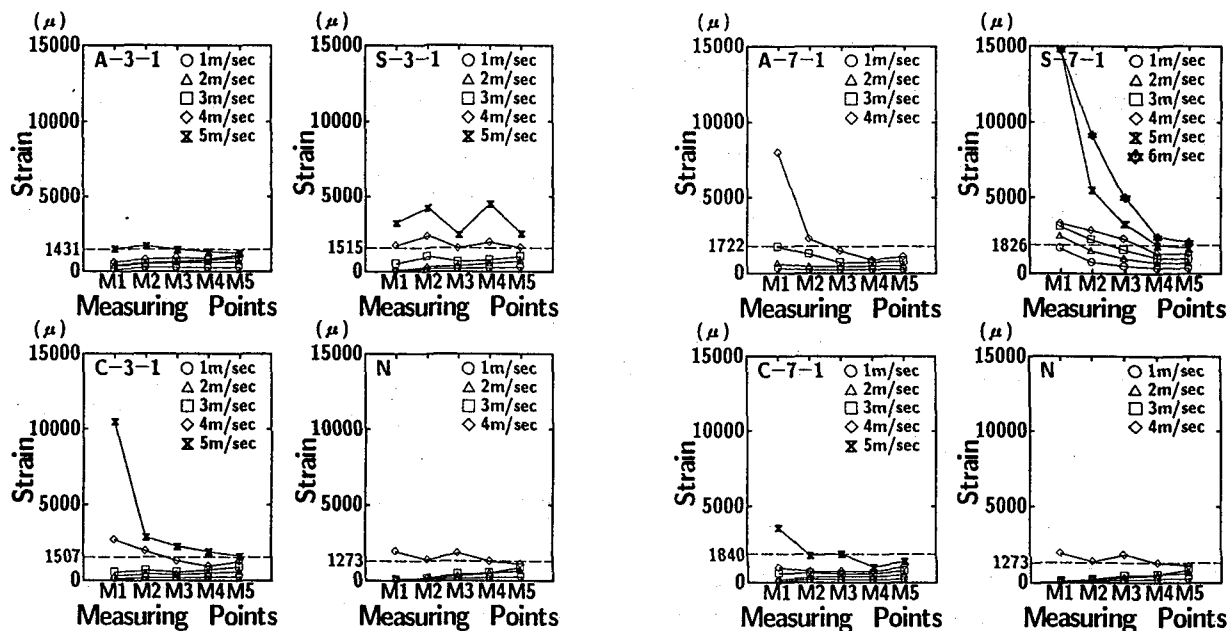 (μ)
15000
A-3-1
1m/sec
2m/sec
3m/sec
4m/sec
5m/sec
10000
Strain
5000
1431
0
M1 M2 M3 M4 M5
Measuring Points
(μ)
15000
S-3-1
1m/sec
2m/sec
3m/sec
4m/sec
5m/sec
10000
Strain
5000
1515
0
M1 M2 M3 M4 M5
Measuring Points
(μ)
15000
A-7-1
1m/sec
2m/sec
3m/sec
4m/sec
10000
Strain
5000
1722
0
M1 M2 M3 M4 M5
Measuring Points
(μ)
15000
S-7-1
1m/sec
2m/sec
3m/sec
4m/sec
5m/sec
6m/sec
10000
Strain
5000
1826
0
M1 M2 M3 M4 M5
Measuring Points
(μ)
15000
C-3-1
1m/sec
2m/sec
3m/sec
4m/sec
5m/sec
10000
Strain
5000
1507
0
M1 M2 M3 M4 M5
Measuring Points
(μ)
15000
N
1m/sec
2m/sec
3m/sec
4m/sec
10000
Strain
5000
1273
0
M1 M2 M3 M4 M5
Measuring Points
(μ)
15000
C-7-1
1m/sec
2m/sec
3m/sec
4m/sec
5m/sec
10000
Strain
5000
1840
0
M1 M2 M3 M4 M5
Measuring Points
(μ)
15000
N
1m/sec
2m/sec
3m/sec
4m/sec
10000
Strain
5000
1273
0
M1 M2 M3 M4 M5
Measuring Points